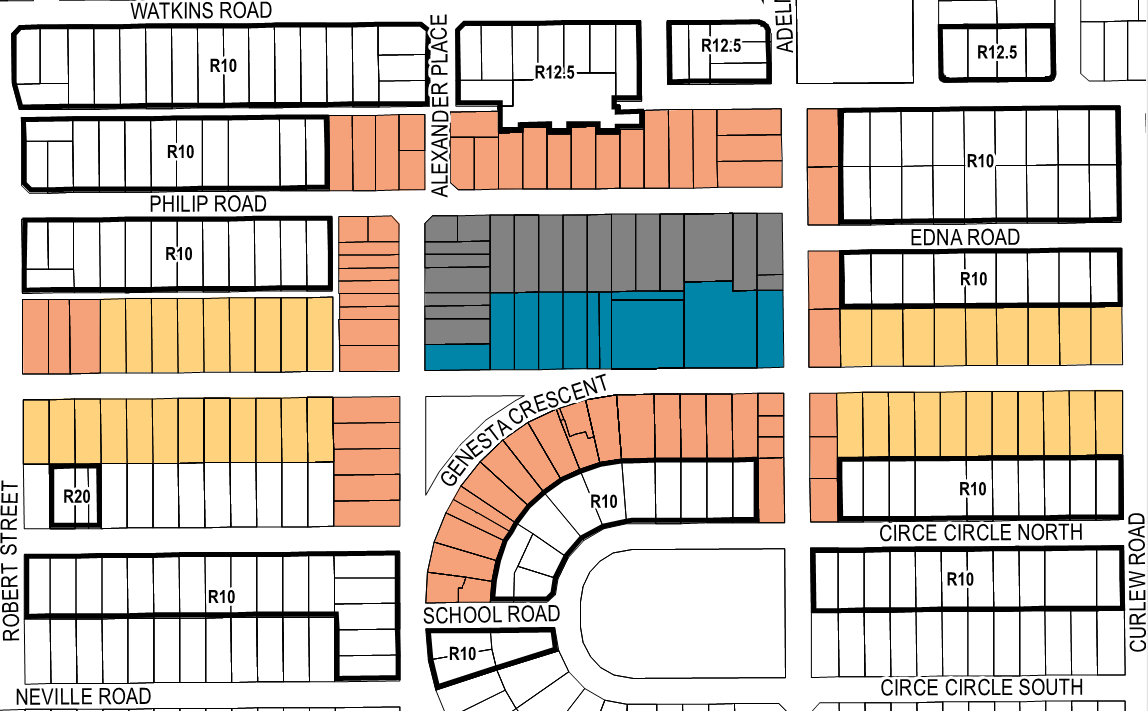 WATKINS ROAD
ALEXANDER PLACE
R10
R12.5
R12.5
R12.5
R10
R10
PHILIP ROAD
R10
EDNA ROAD
R10
GENESTA CRESCENT
ROBERT STREET
R20
R10
R10
CIRCE CIRCLE NORTH
CURLEW ROAD
R10
R10
SCHOOL ROAD
R10
NEVILLE ROAD
CIRCE CIRCLE SOUTH